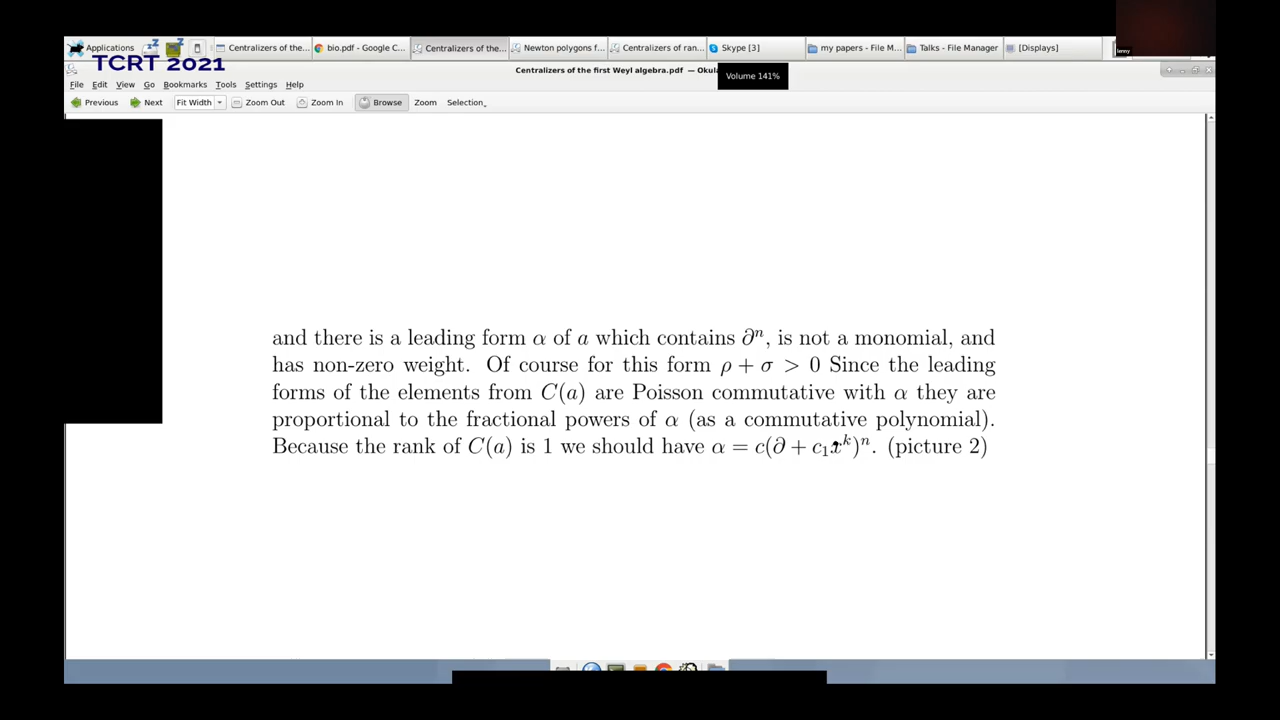 Applications
Centralizers of the...
bio.pdf - Google C...
Centralizers of the...
Newton polygons f...
Centralizers of ran...
Skype [3]
my papers - File M...
Talks - File Manager
[Displays]
lenny
TCRT 2021
Centralizers of the first Weyl algebra.pdf — Okula
Volume 141%
File Edit View Go Bookmarks Tools Settings Help
Previous Next Fit Width Zoom Out Zoom In Browse Zoom Selection
and there is a leading form α of a which contains ∂ⁿ, is not a monomial, and
has non-zero weight. Of course for this form ρ + σ > 0 Since the leading
forms of the elements from C(a) are Poisson commutative with α they are
proportional to the fractional powers of α (as a commutative polynomial).
Because the rank of C(a) is 1 we should have α = c(∂ + c₁xᵏ)ⁿ. (picture 2)